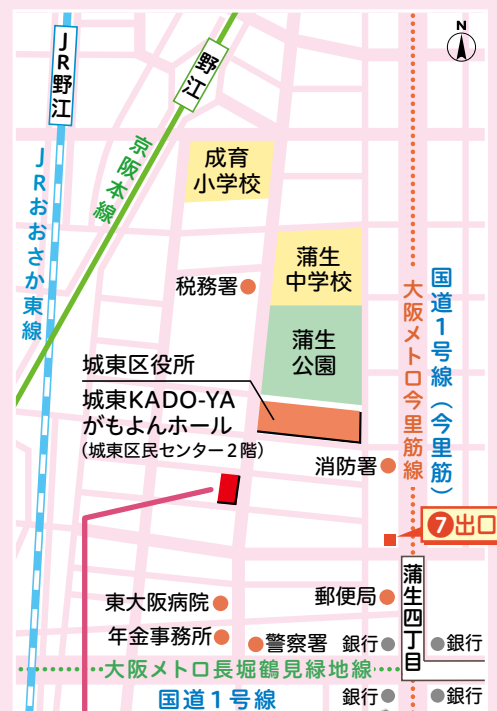 N
JR野江
野江
京阪本線
JRおおさか東線
成育
小学校
蒲生
中学校
税務署
蒲生
公園
国道1号線（今里筋）
大阪メトロ今里筋線
城東区役所
城東KADO-YA
がもよんホール
（城東区民センター2階）
消防署
7出口
蒲生四丁目
東大阪病院
郵便局
年金事務所
警察署
銀行
銀行
大阪メトロ長堀鶴見緑地線
国道1号線
銀行
銀行